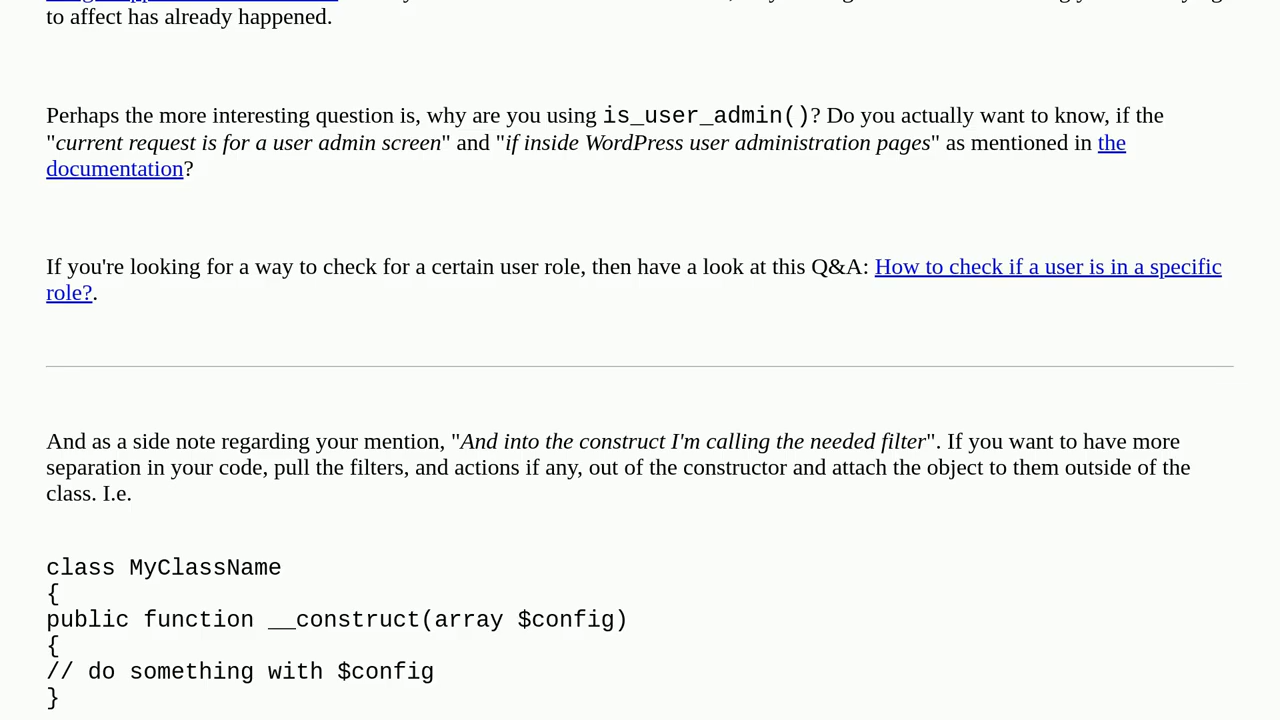 to affect has already happened.
Perhaps the more interesting question is, why are you using is_user_admin()? Do you actually want to know, if the
"current request is for a user admin screen" and "if inside WordPress user administration pages" as mentioned in the
documentation?
If you're looking for a way to check for a certain user role, then have a look at this Q&A: How to check if a user is in a specific
role?.
And as a side note regarding your mention, "And into the construct I'm calling the needed filter". If you want to have more
separation in your code, pull the filters, and actions if any, out of the constructor and attach the object to them outside of the
class. I.e.
class MyClassName
{
public function __construct(array $config)
{
// do something with $config
}